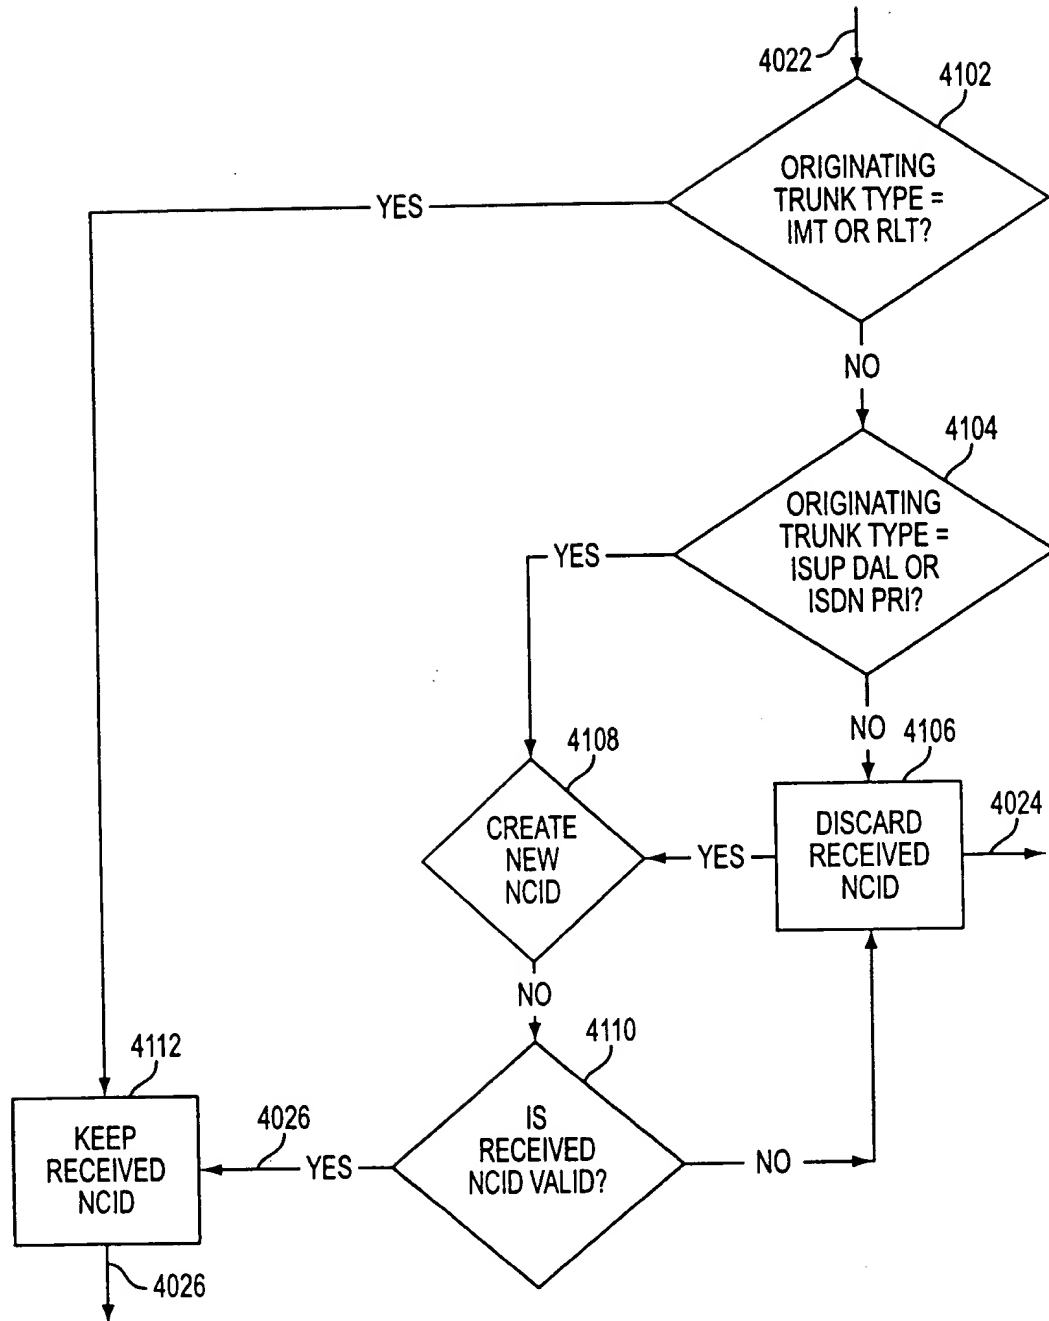 4022
4102
ORIGINATING
TRUNK TYPE =
IMT OR RLT?
YES
NO
4104
ORIGINATING
TRUNK TYPE =
ISUP DAL OR
ISDN PRI?
YES
NO
4106
4108
CREATE
NEW
NCID
YES
DISCARD
RECEIVED
NCID
4024
NO
4110
4112
IS
RECEIVED
NCID VALID?
KEEP
RECEIVED
NCID
4026
YES
NO
4026